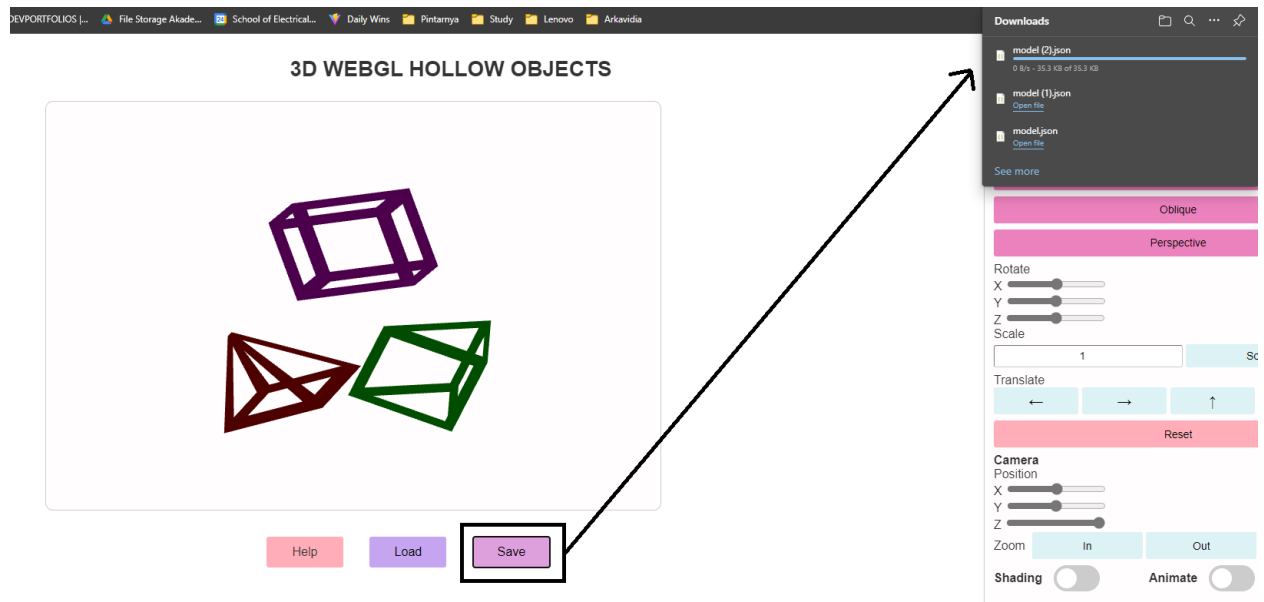 DEVPORTFOLIOS |... File Storage Akade... School of Electrical... Daily Wins Pintarnya Study Lenovo Arkavidia
3D WEBGL HOLLOW OBJECTS
Help Load Save
Downloads
model (2).json
0 B/s - 35.3 KB of 35.3 KB
model (1).json
Open file
model.json
Open file
See more
Oblique
Perspective
Rotate
X
Y
Z
Scale
1 Sc
Translate
← → ↑
Reset
Camera
Position
X
Y
Z
Zoom In Out
Shading Animate